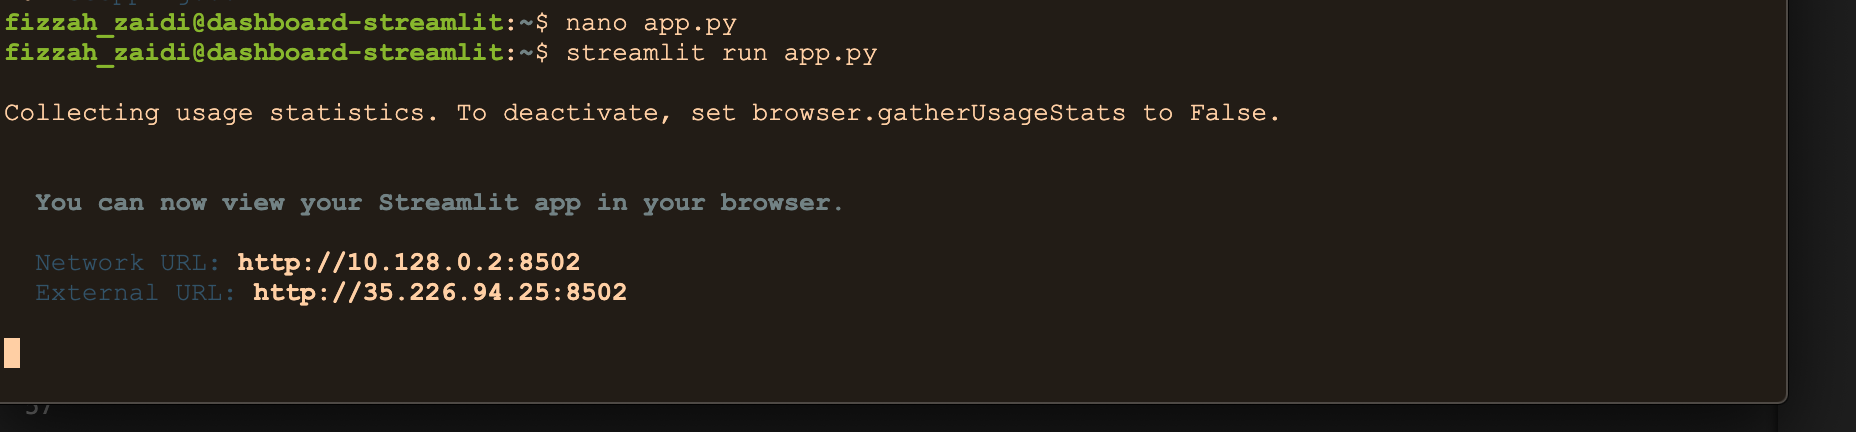 fizzah_zaidi@dashboard-streamlit:~$ nano app.py
fizzah_zaidi@dashboard-streamlit:~$ streamlit run app.py
Collecting usage statistics. To deactivate, set browser.gatherUsageStats to False.
You can now view your Streamlit app in your browser.
Network URL: http://10.128.0.2:8502
External URL: http://35.226.94.25:8502